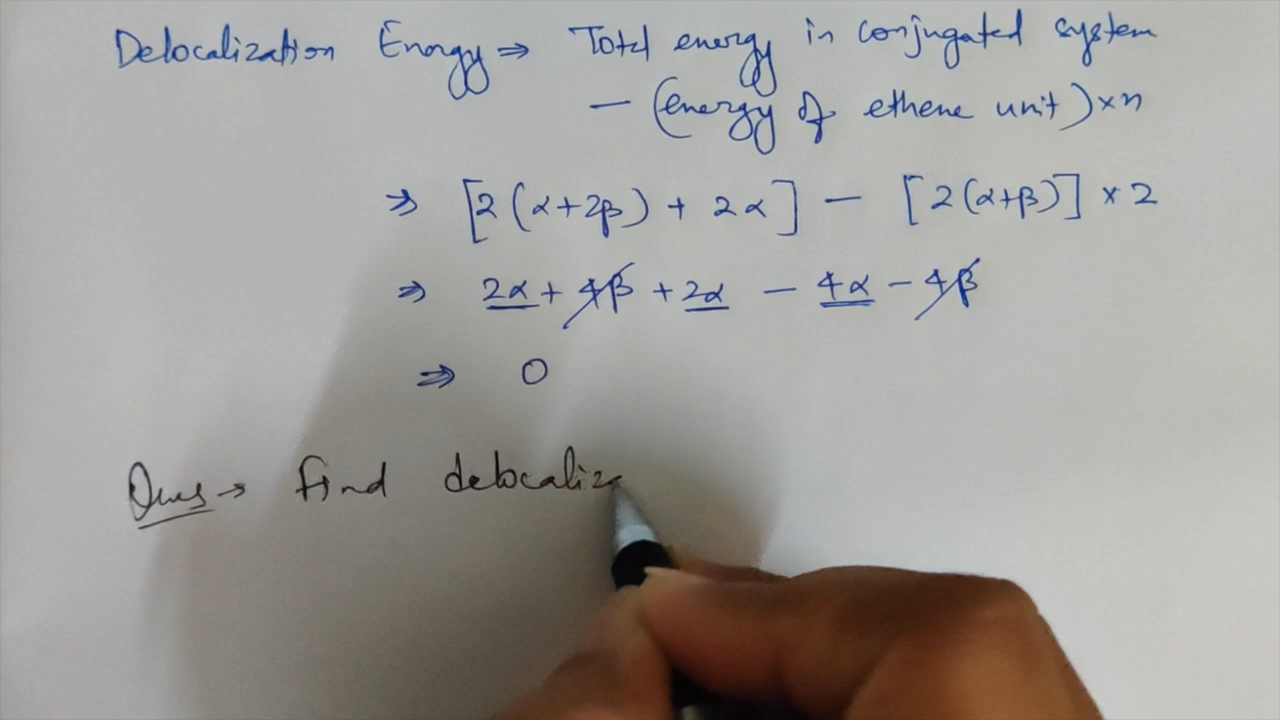 Delocalization Energy ⇒ Total energy in conjugated system
— (energy of ethene unit) × n
⇒ [2(α+2β) + 2α] — [2(α+β)] × 2
⇒ 2α + 4β + 2α — 4α — 4β
⇒ 0
Ques → find delocaliza